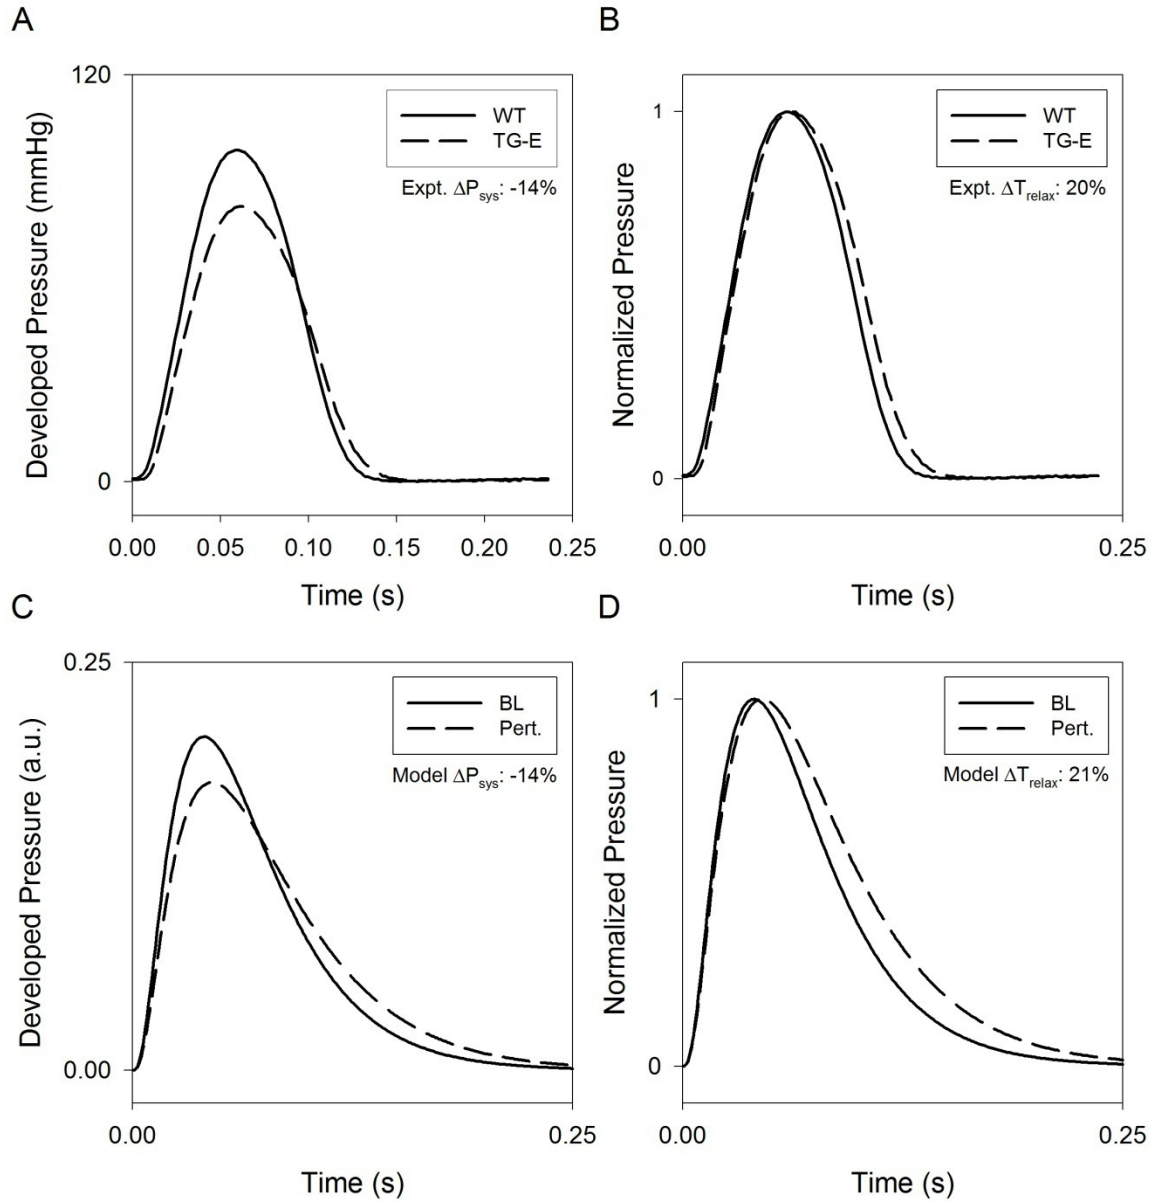 A
120
Developed Pressure (mmHg)
0
WT
TG-E
Expt. ΔPsys: -14%
0.00 0.05 0.10 0.15 0.20 0.25
Time (s)
B
1
Normalized Pressure
0
WT
TG-E
Expt. ΔTrelax: 20%
0.00 0.25
Time (s)
C
0.25
Developed Pressure (a.u.)
0.00
BL
Pert.
Model ΔPsys: -14%
0.00 0.25
Time (s)
D
1
Normalized Pressure
0
BL
Pert.
Model ΔTrelax: 21%
0.00 0.25
Time (s)